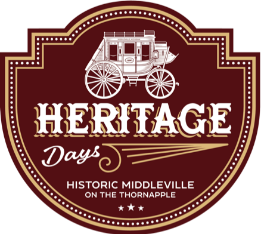 HERITAGE
Days
HISTORIC MIDDLEVILLE
ON THE THORNAPPLE